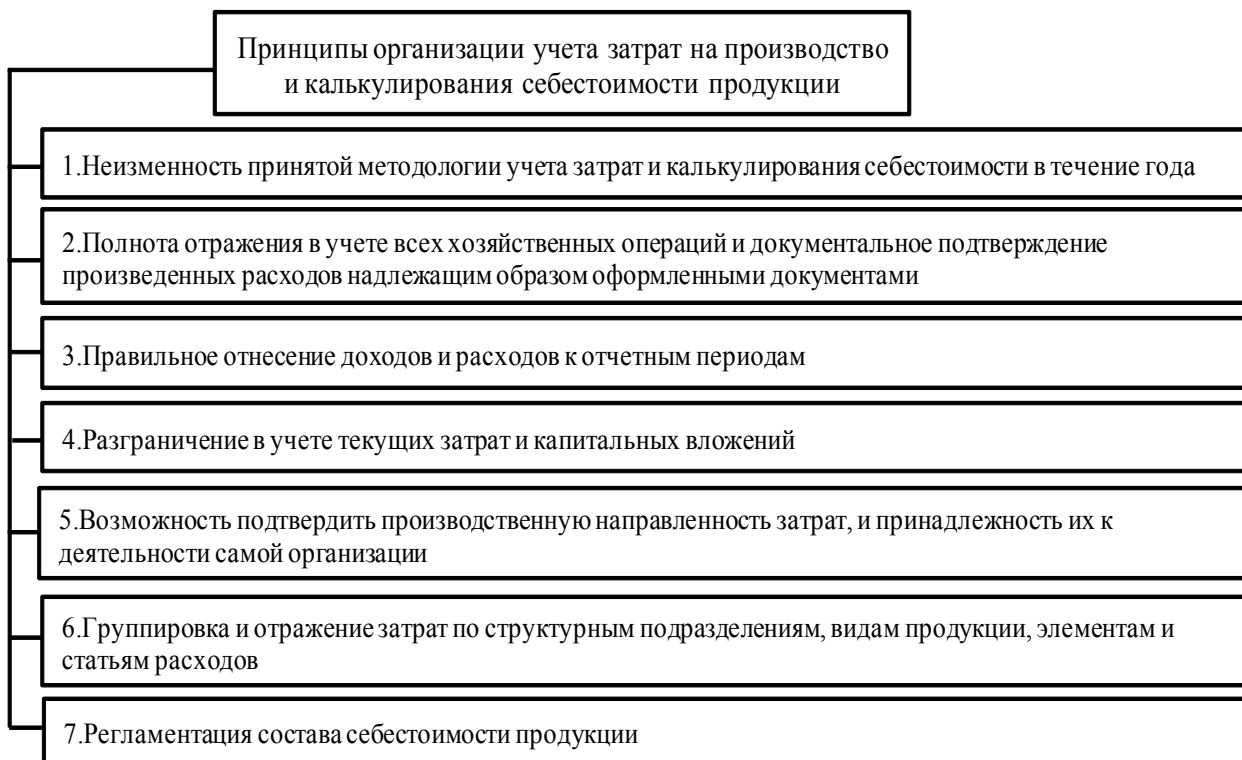 Принципы организации учета затрат на производство
и калькулирования себестоимости продукции
1.Неизменность принятой методологии учета затрат и калькулирования себестоимости в течение года
2.Полнота отражения в учете всех хозяйственных операций и документальное подтверждение
произведенных расходов надлежащим образом оформленными документами
3.Правильное отнесение доходов и расходов к отчетным периодам
4.Разграничение в учете текущих затрат и капитальных вложений
5.Возможность подтвердить производственную направленность затрат, и принадлежность их к
деятельности самой организации
6.Группировка и отражение затрат по структурным подразделениям, видам продукции, элементам и
статьям расходов
7.Регламентация состава себестоимости продукции